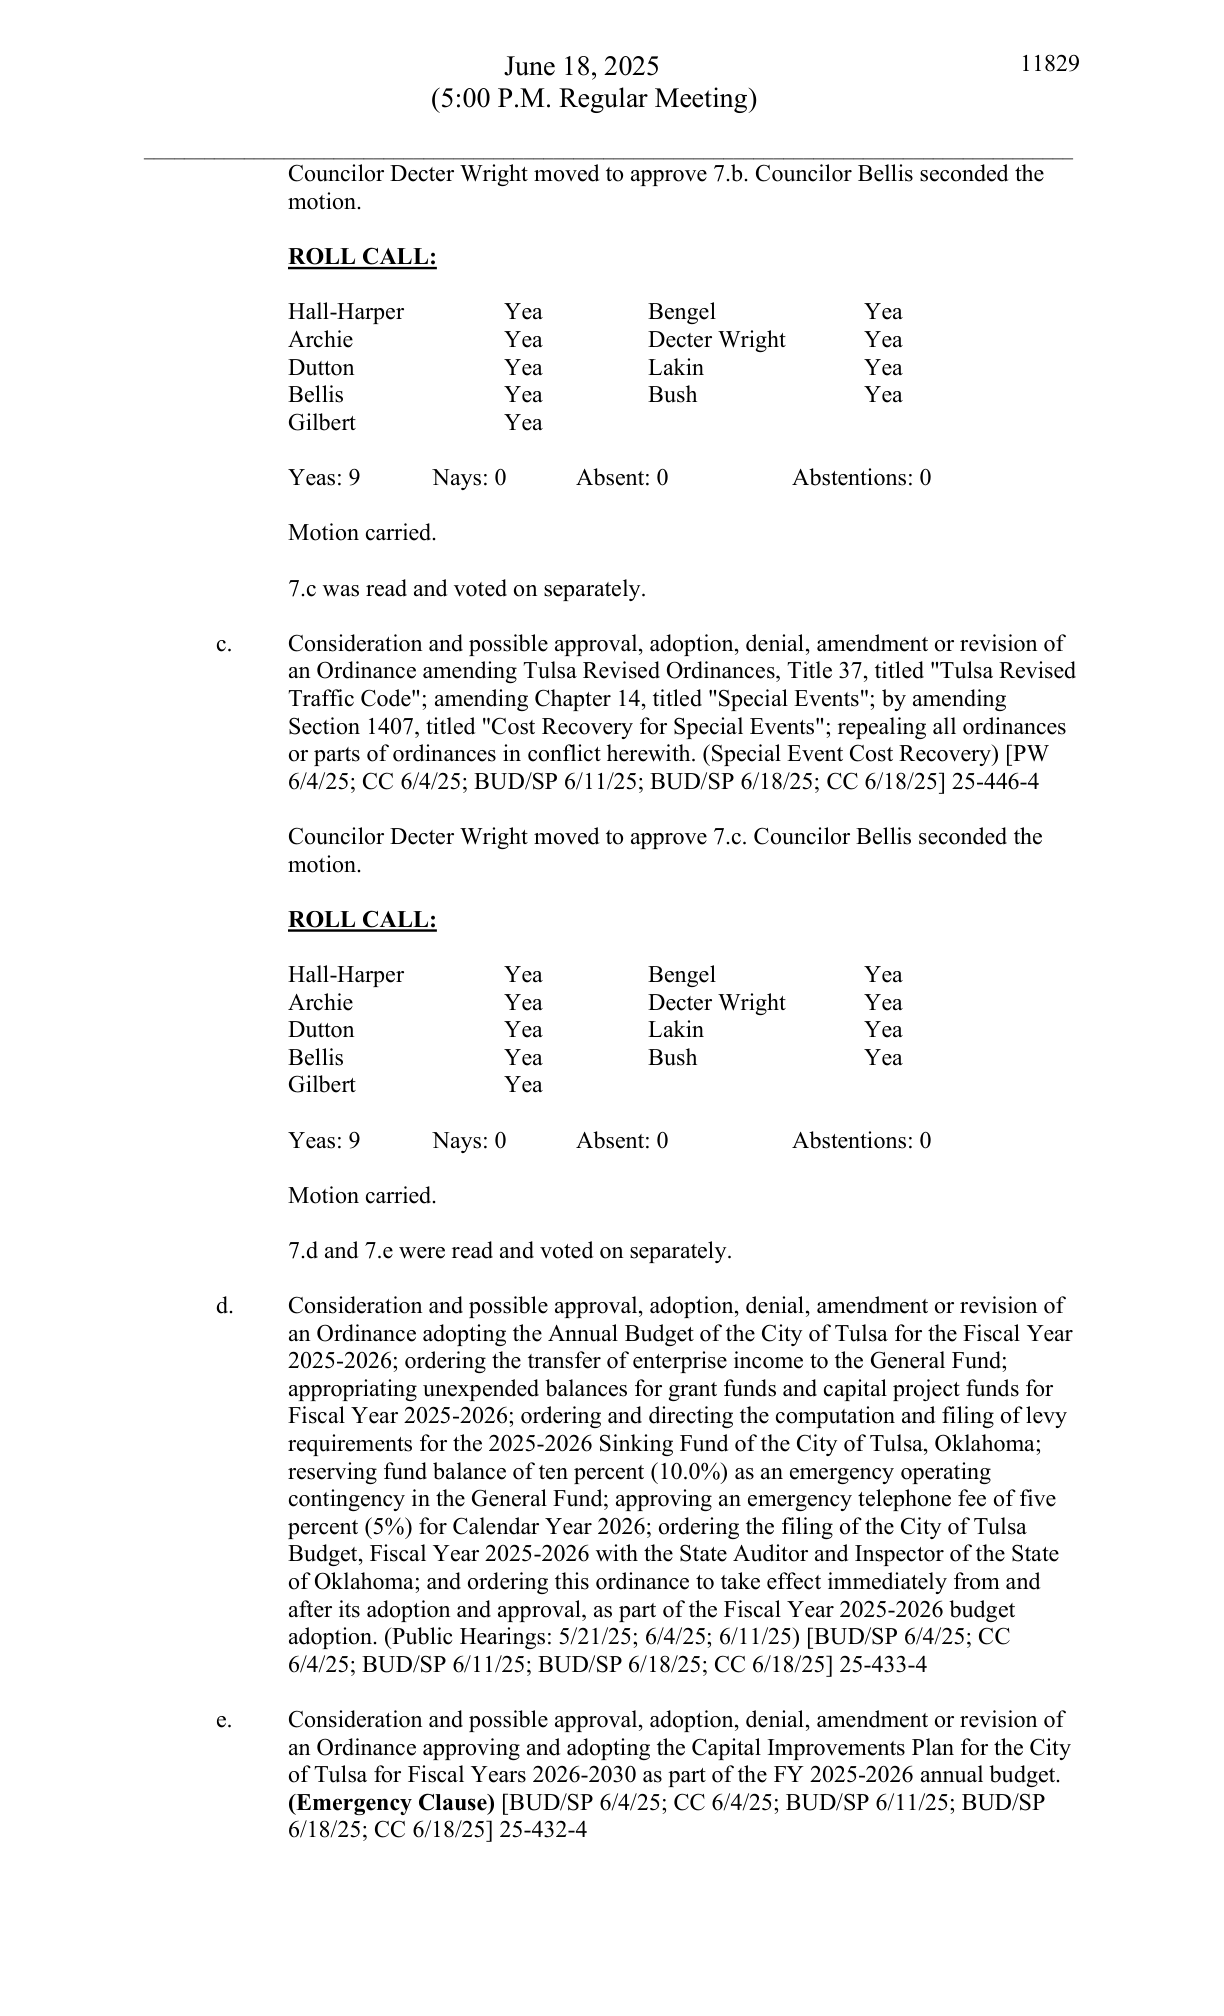 June 18, 2025
11829
(5:00 P.M. Regular Meeting)
Councilor Decter Wright moved to approve 7.b. Councilor Bellis seconded the
motion.
ROLL CALL:
Hall-Harper Yea Bengel Yea
Archie Yea Decter Wright Yea
Dutton Yea Lakin Yea
Bellis Yea Bush Yea
Gilbert Yea
Yeas: 9 Nays: 0 Absent: 0 Abstentions: 0
Motion carried.
7.c was read and voted on separately.
c. Consideration and possible approval, adoption, denial, amendment or revision of
an Ordinance amending Tulsa Revised Ordinances, Title 37, titled "Tulsa Revised
Traffic Code"; amending Chapter 14, titled "Special Events"; by amending
Section 1407, titled "Cost Recovery for Special Events"; repealing all ordinances
or parts of ordinances in conflict herewith. (Special Event Cost Recovery) [PW
6/4/25; CC 6/4/25; BUD/SP 6/11/25; BUD/SP 6/18/25; CC 6/18/25] 25-446-4
Councilor Decter Wright moved to approve 7.c. Councilor Bellis seconded the
motion.
ROLL CALL:
Hall-Harper Yea Bengel Yea
Archie Yea Decter Wright Yea
Dutton Yea Lakin Yea
Bellis Yea Bush Yea
Gilbert Yea
Yeas: 9 Nays: 0 Absent: 0 Abstentions: 0
Motion carried.
7.d and 7.e were read and voted on separately.
d. Consideration and possible approval, adoption, denial, amendment or revision of
an Ordinance adopting the Annual Budget of the City of Tulsa for the Fiscal Year
2025-2026; ordering the transfer of enterprise income to the General Fund;
appropriating unexpended balances for grant funds and capital project funds for
Fiscal Year 2025-2026; ordering and directing the computation and filing of levy
requirements for the 2025-2026 Sinking Fund of the City of Tulsa, Oklahoma;
reserving fund balance of ten percent (10.0%) as an emergency operating
contingency in the General Fund; approving an emergency telephone fee of five
percent (5%) for Calendar Year 2026; ordering the filing of the City of Tulsa
Budget, Fiscal Year 2025-2026 with the State Auditor and Inspector of the State
of Oklahoma; and ordering this ordinance to take effect immediately from and
after its adoption and approval, as part of the Fiscal Year 2025-2026 budget
adoption. (Public Hearings: 5/21/25; 6/4/25; 6/11/25) [BUD/SP 6/4/25; CC
6/4/25; BUD/SP 6/11/25; BUD/SP 6/18/25; CC 6/18/25] 25-433-4
e. Consideration and possible approval, adoption, denial, amendment or revision of
an Ordinance approving and adopting the Capital Improvements Plan for the City
of Tulsa for Fiscal Years 2026-2030 as part of the FY 2025-2026 annual budget.
(Emergency Clause) [BUD/SP 6/4/25; CC 6/4/25; BUD/SP 6/11/25; BUD/SP
6/18/25; CC 6/18/25] 25-432-4